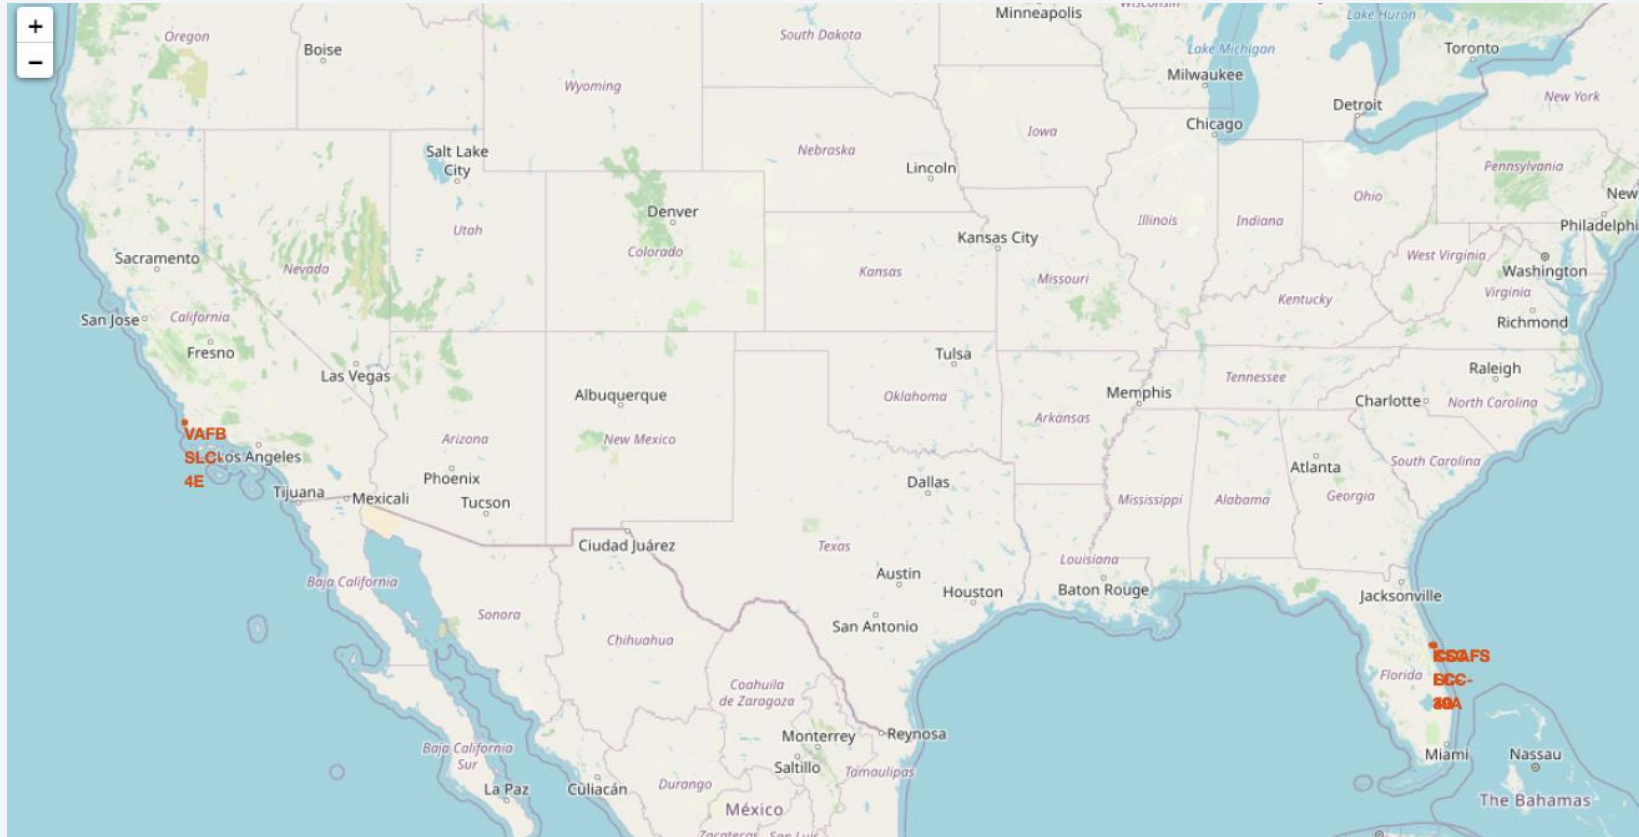 +
−
Oregon
Boise
Wyoming
South Dakota
Minneapolis
Wisconsin
Lake Michigan
Lake Huron
Toronto
Milwaukee
Detroit
New York
Chicago
Iowa
Nebraska
Lincoln
Salt Lake
City
Pennsylvania
New
Ohio
Denver
Utah
Colorado
Illinois
Indiana
Philadelphi
Kansas City
Sacramento
Nevada
Kansas
Missouri
West Virginia
Washington
Virginia
Kentucky
San Jose
California
Richmond
Fresno
Las Vegas
Tulsa
Tennessee
Raleigh
Albuquerque
Oklahoma
Memphis
Charlotte
North Carolina
Arkansas
VAFB
SLC-
4E
Los Angeles
Arizona
New Mexico
Phoenix
Atlanta
South Carolina
Tijuana
Mexicali
Tucson
Dallas
Mississippi
Alabama
Georgia
Ciudad Juárez
Texas
Louisiana
Baja California
Austin
Houston
Baton Rouge
Jacksonville
Sonora
Chihuahua
San Antonio
Florida
Coahuila
de Zaragoza
Monterrey
Reynosa
Baja California
Sur
Saltillo
Tamaulipas
Miami
Nassau
La Paz
Culiacán
Durango
México
The Bahamas
Zacatecas
San Luis